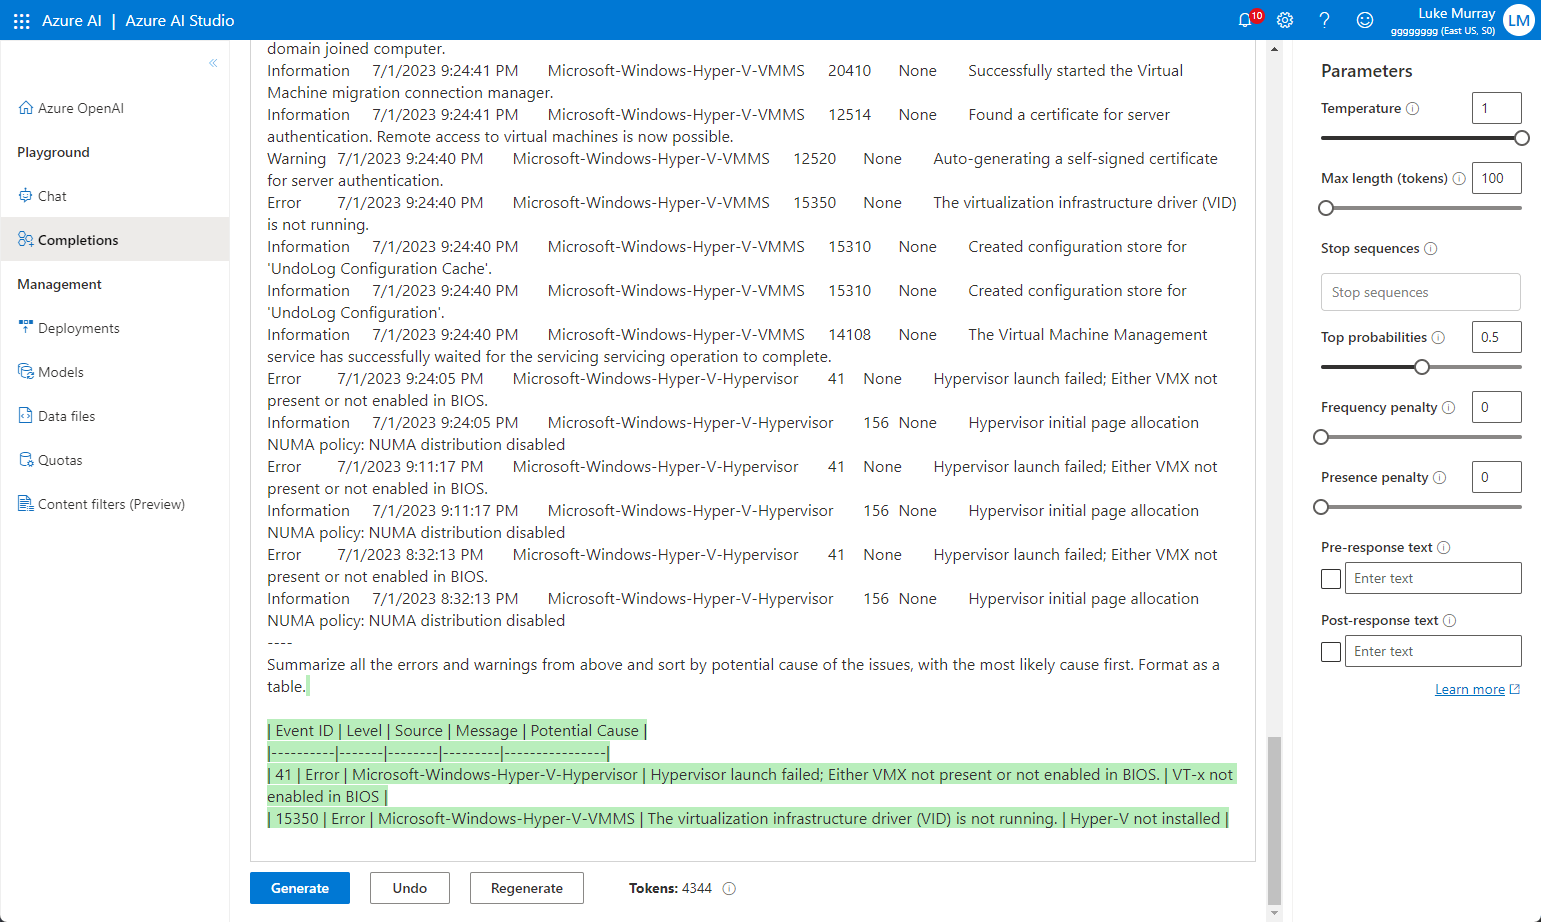 Azure AI | Azure AI Studio
10
Luke Murray
gggggggg (East US, S0)
LM
Azure OpenAI
Playground
Chat
Completions
Management
Deployments
Models
Data files
Quotas
Content filters (Preview)
domain joined computer.
Information 7/1/2023 9:24:41 PM Microsoft-Windows-Hyper-V-VMMS 20410 None Successfully started the Virtual
Machine migration connection manager.
Information 7/1/2023 9:24:41 PM Microsoft-Windows-Hyper-V-VMMS 12514 None Found a certificate for server
authentication. Remote access to virtual machines is now possible.
Warning 7/1/2023 9:24:40 PM Microsoft-Windows-Hyper-V-VMMS 12520 None Auto-generating a self-signed certificate
for server authentication.
Error 7/1/2023 9:24:40 PM Microsoft-Windows-Hyper-V-VMMS 15350 None The virtualization infrastructure driver (VID)
is not running.
Information 7/1/2023 9:24:40 PM Microsoft-Windows-Hyper-V-VMMS 15310 None Created configuration store for
'UndoLog Configuration Cache'.
Information 7/1/2023 9:24:40 PM Microsoft-Windows-Hyper-V-VMMS 15310 None Created configuration store for
'UndoLog Configuration'.
Information 7/1/2023 9:24:40 PM Microsoft-Windows-Hyper-V-VMMS 14108 None The Virtual Machine Management
service has successfully waited for the servicing servicing operation to complete.
Error 7/1/2023 9:24:05 PM Microsoft-Windows-Hyper-V-Hypervisor 41 None Hypervisor launch failed; Either VMX not
present or not enabled in BIOS.
Information 7/1/2023 9:24:05 PM Microsoft-Windows-Hyper-V-Hypervisor 156 None Hypervisor initial page allocation
NUMA policy: NUMA distribution disabled
Error 7/1/2023 9:11:17 PM Microsoft-Windows-Hyper-V-Hypervisor 41 None Hypervisor launch failed; Either VMX not
present or not enabled in BIOS.
Information 7/1/2023 9:11:17 PM Microsoft-Windows-Hyper-V-Hypervisor 156 None Hypervisor initial page allocation
NUMA policy: NUMA distribution disabled
Error 7/1/2023 8:32:13 PM Microsoft-Windows-Hyper-V-Hypervisor 41 None Hypervisor launch failed; Either VMX not
present or not enabled in BIOS.
Information 7/1/2023 8:32:13 PM Microsoft-Windows-Hyper-V-Hypervisor 156 None Hypervisor initial page allocation
NUMA policy: NUMA distribution disabled
----
Summarize all the errors and warnings from above and sort by potential cause of the issues, with the most likely cause first. Format as a
table.
| Event ID | Level | Source | Message | Potential Cause |
|----------|-------|--------|---------|----------------|
| 41 | Error | Microsoft-Windows-Hyper-V-Hypervisor | Hypervisor launch failed; Either VMX not present or not enabled in BIOS. | VT-x not
enabled in BIOS |
| 15350 | Error | Microsoft-Windows-Hyper-V-VMMS | The virtualization infrastructure driver (VID) is not running. | Hyper-V not installed |
Generate
Undo
Regenerate
Tokens: 4344
Parameters
Temperature 1
Max length (tokens) 100
Stop sequences
Stop sequences
Top probabilities 0.5
Frequency penalty 0
Presence penalty 0
Pre-response text
Enter text
Post-response text
Enter text
Learn more